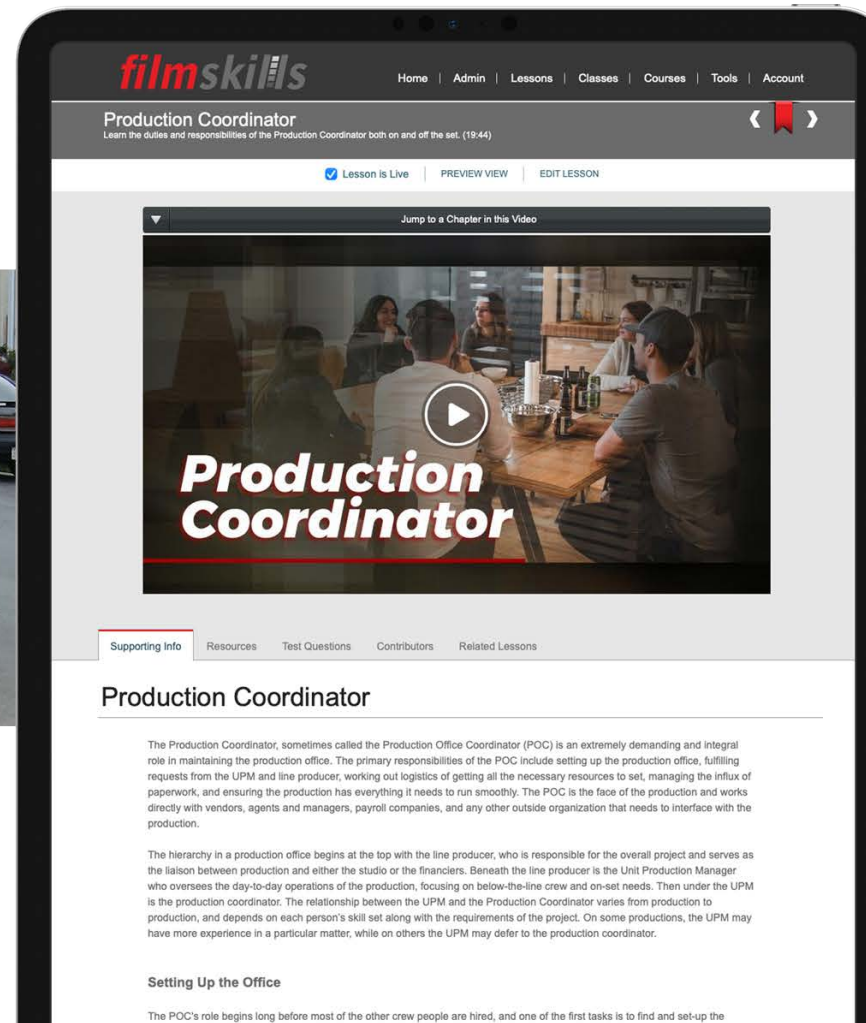 filmskills
Home | Admin | Lessons | Classes | Courses | Tools | Account
Production Coordinator
Learn the duties and responsibilities of the Production Coordinator both on and off the set. (19:44)
Lesson is Live | PREVIEW VIEW | EDIT LESSON
Jump to a Chapter in this Video
Production
Coordinator
Supporting Info Resources Test Questions Contributors Related Lessons
Production Coordinator
The Production Coordinator, sometimes called the Production Office Coordinator (POC) is an extremely demanding and integral
role in maintaining the production office. The primary responsibilities of the POC include setting up the production office, fulfilling
requests from the UPM and line producer, working out logistics of getting all the necessary resources to set, managing the influx of
paperwork, and ensuring the production has everything it needs to run smoothly. The POC is the face of the production and works
directly with vendors, agents and managers, payroll companies, and any other outside organization that needs to interface with the
production.
The hierarchy in a production office begins at the top with the line producer, who is responsible for the overall project and serves as
the liaison between production and either the studio or the financiers. Beneath the line producer is the Unit Production Manager
who oversees the day-to-day operations of the production, focusing on below-the-line crew and on-set needs. Then under the UPM
is the production coordinator. The relationship between the UPM and the Production Coordinator varies from production to
production, and depends on each person's skill set along with the requirements of the project. On some productions, the UPM may
have more experience in a particular matter, while on others the UPM may defer to the production coordinator.
Setting Up the Office
The POC's role begins long before most of the other crew people are hired, and one of the first tasks is to find and set-up the